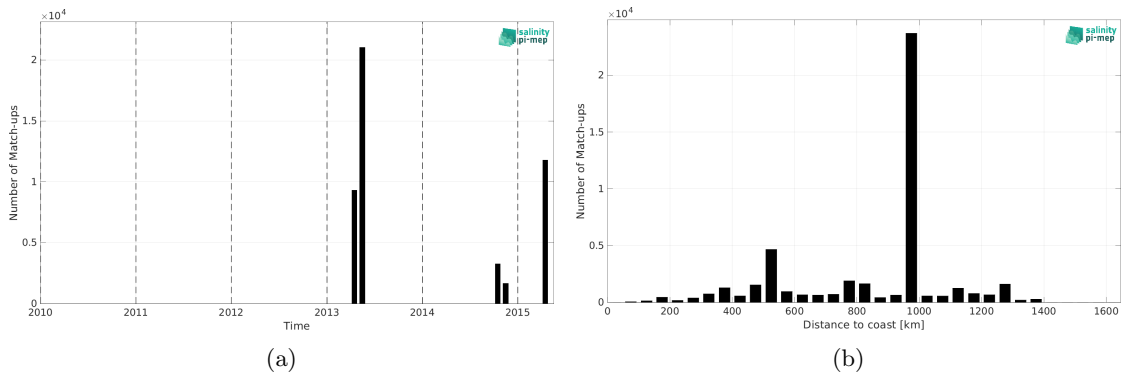 ×10⁴
2
1.5
1
0.5
0
Number of Match-ups
2010 2011 2012 2013 2014 2015
Time
salinity
pi-mep
(a)
×10⁴
2
1.5
1
0.5
0
Number of Match-ups
0 200 400 600 800 1000 1200 1400 1600
Distance to coast [km]
salinity
pi-mep
(b)